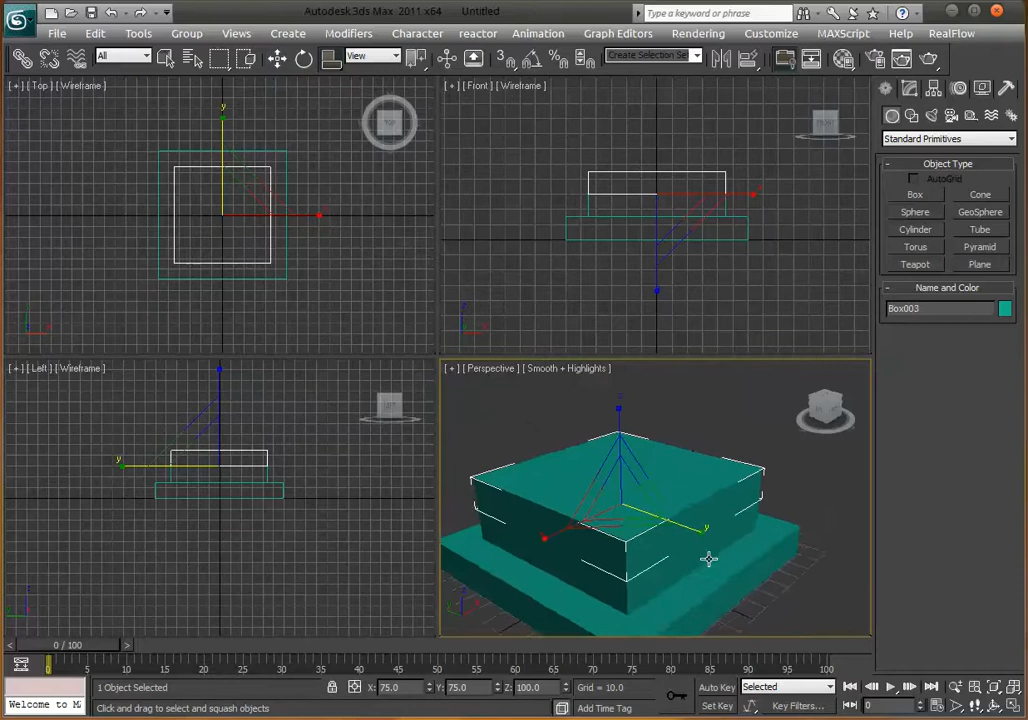 Autodesk 3ds Max 2011 x64 Untitled
Type a keyword or phrase
File Edit Tools Group Views Create Modifiers Character reactor Animation Graph Editors Rendering Customize MAXScript Help RealFlow
All View Create Selection Se
[ + ] [ Top ] [ Wireframe ]
[ + ] [ Front ] [ Wireframe ]
TOP
FRONT
y
x
Standard Primitives
Object Type
AutoGrid
Box Cone
Sphere GeoSphere
Cylinder Tube
Torus Pyramid
Teapot Plane
Name and Color
Box003
[ + ] [ Left ] [ Wireframe ]
[ + ] [ Perspective ] [ Smooth + Highlights ]
LEFT
y
z
y
0 / 100
0 5 10 15 20 25 30 35 40 45 50 55 60 65 70 75 80 85 90 95 100
1 Object Selected X: 75.0 Y: 75.0 Z: 100.0 Grid = 10.0 Auto Key Selected
Welcome to M Click and drag to select and squash objects Add Time Tag Set Key Key Filters... 0